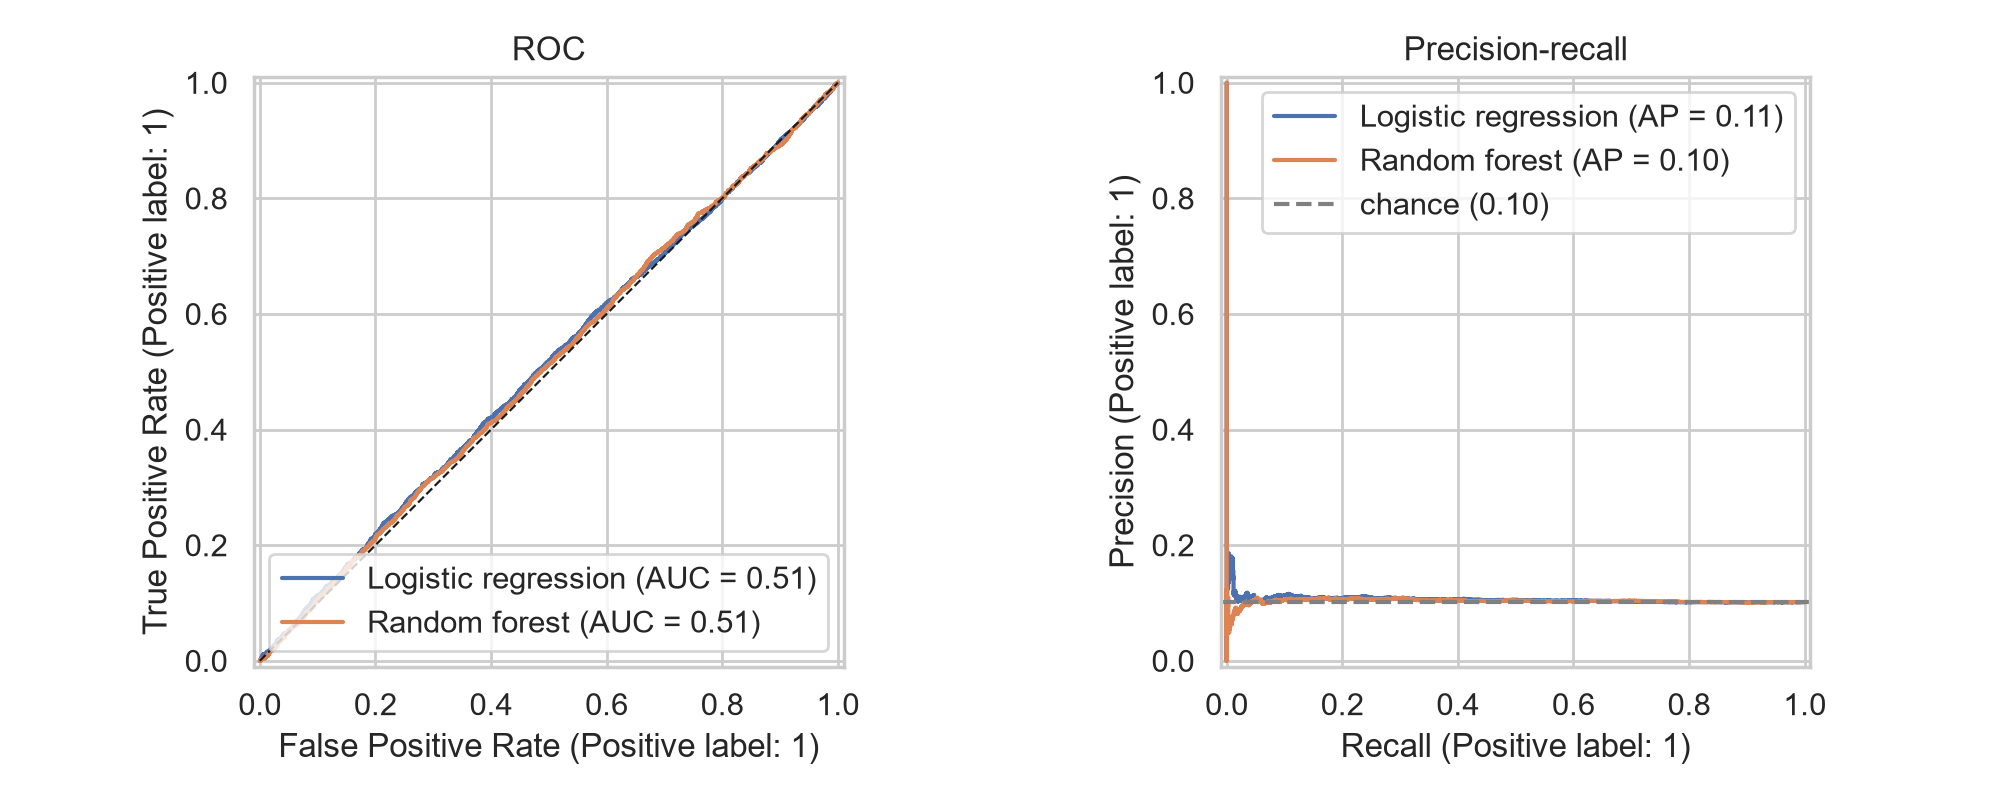 ROC
True Positive Rate (Positive label: 1)
1.0
0.8
0.6
0.4
0.2
0.0
Logistic regression (AUC = 0.51)
Random forest (AUC = 0.51)
0.0 0.2 0.4 0.6 0.8 1.0
False Positive Rate (Positive label: 1)
Precision-recall
Precision (Positive label: 1)
1.0
0.8
0.6
0.4
0.2
0.0
Logistic regression (AP = 0.11)
Random forest (AP = 0.10)
chance (0.10)
0.0 0.2 0.4 0.6 0.8 1.0
Recall (Positive label: 1)